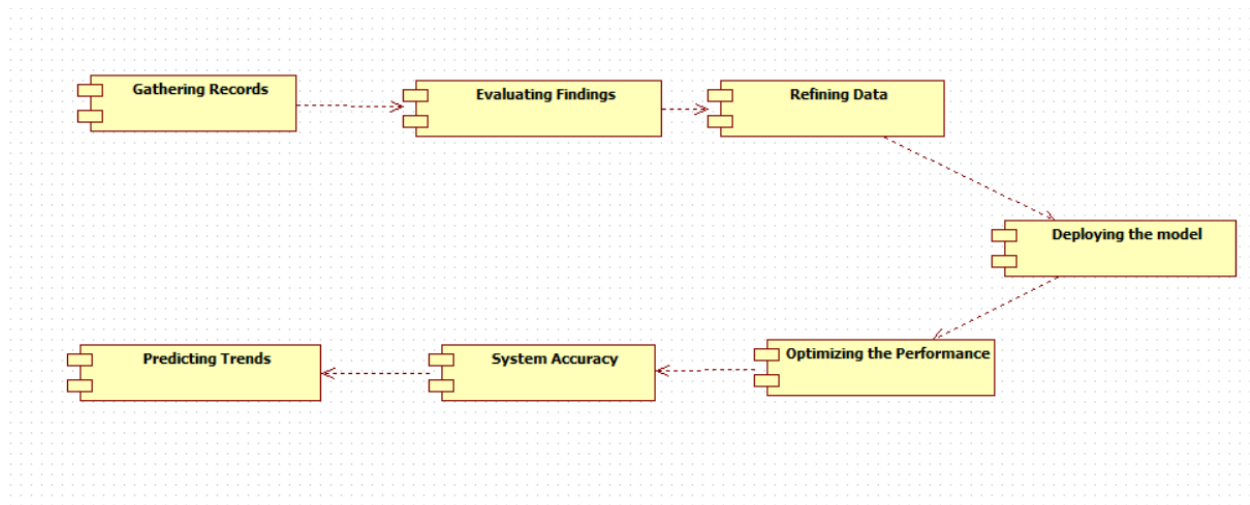 Gathering Records
Evaluating Findings
Refining Data
Deploying the model
Optimizing the Performance
System Accuracy
Predicting Trends